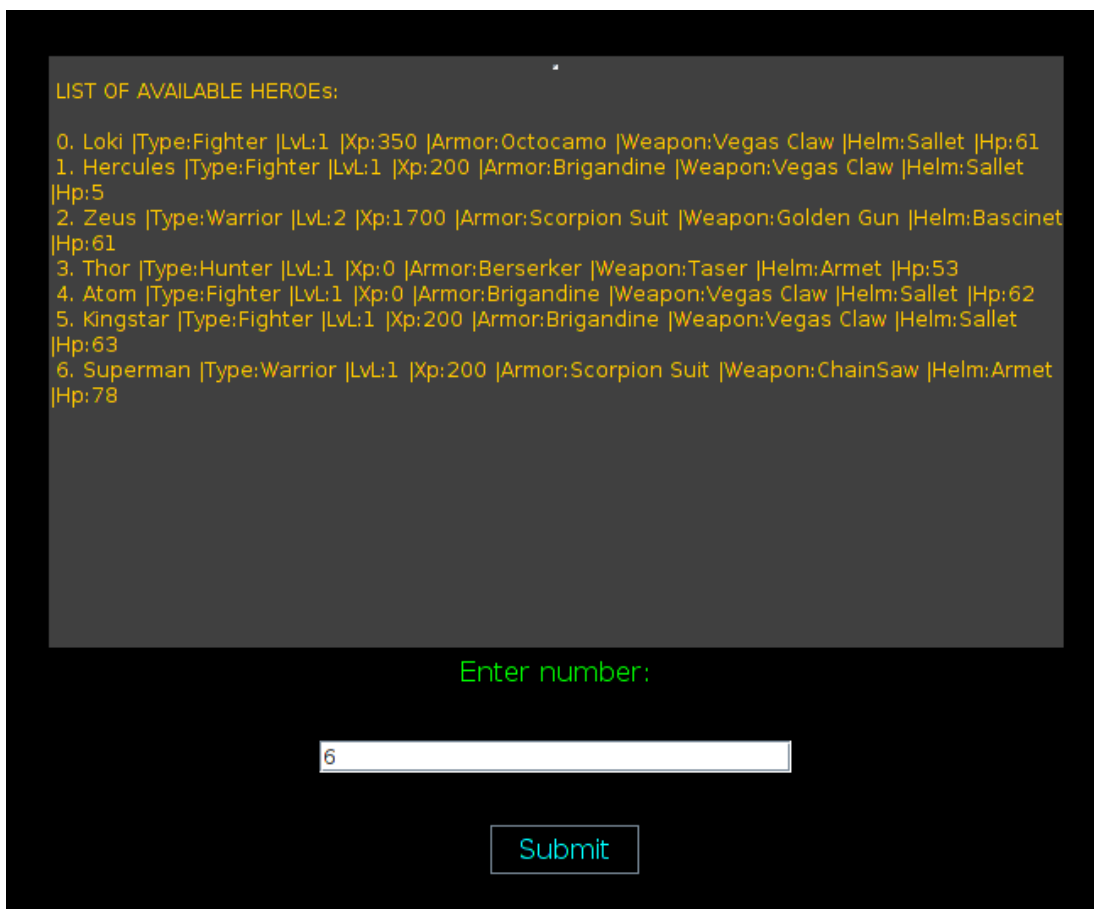 LIST OF AVAILABLE HEROEs:
0. Loki |Type:Fighter |LvL:1 |Xp:350 |Armor:Octocamo |Weapon:Vegas Claw |Helm:Sallet |Hp:61
1. Hercules |Type:Fighter |LvL:1 |Xp:200 |Armor:Brigandine |Weapon:Vegas Claw |Helm:Sallet
|Hp:5
2. Zeus |Type:Warrior |LvL:2 |Xp:1700 |Armor:Scorpion Suit |Weapon:Golden Gun |Helm:Bascinet
|Hp:61
3. Thor |Type:Hunter |LvL:1 |Xp:0 |Armor:Berserker |Weapon:Taser |Helm:Armet |Hp:53
4. Atom |Type:Fighter |LvL:1 |Xp:0 |Armor:Brigandine |Weapon:Vegas Claw |Helm:Sallet |Hp:62
5. Kingstar |Type:Fighter |LvL:1 |Xp:200 |Armor:Brigandine |Weapon:Vegas Claw |Helm:Sallet
|Hp:63
6. Superman |Type:Warrior |LvL:1 |Xp:200 |Armor:Scorpion Suit |Weapon:ChainSaw |Helm:Armet
|Hp:78
Enter number:
6
Submit